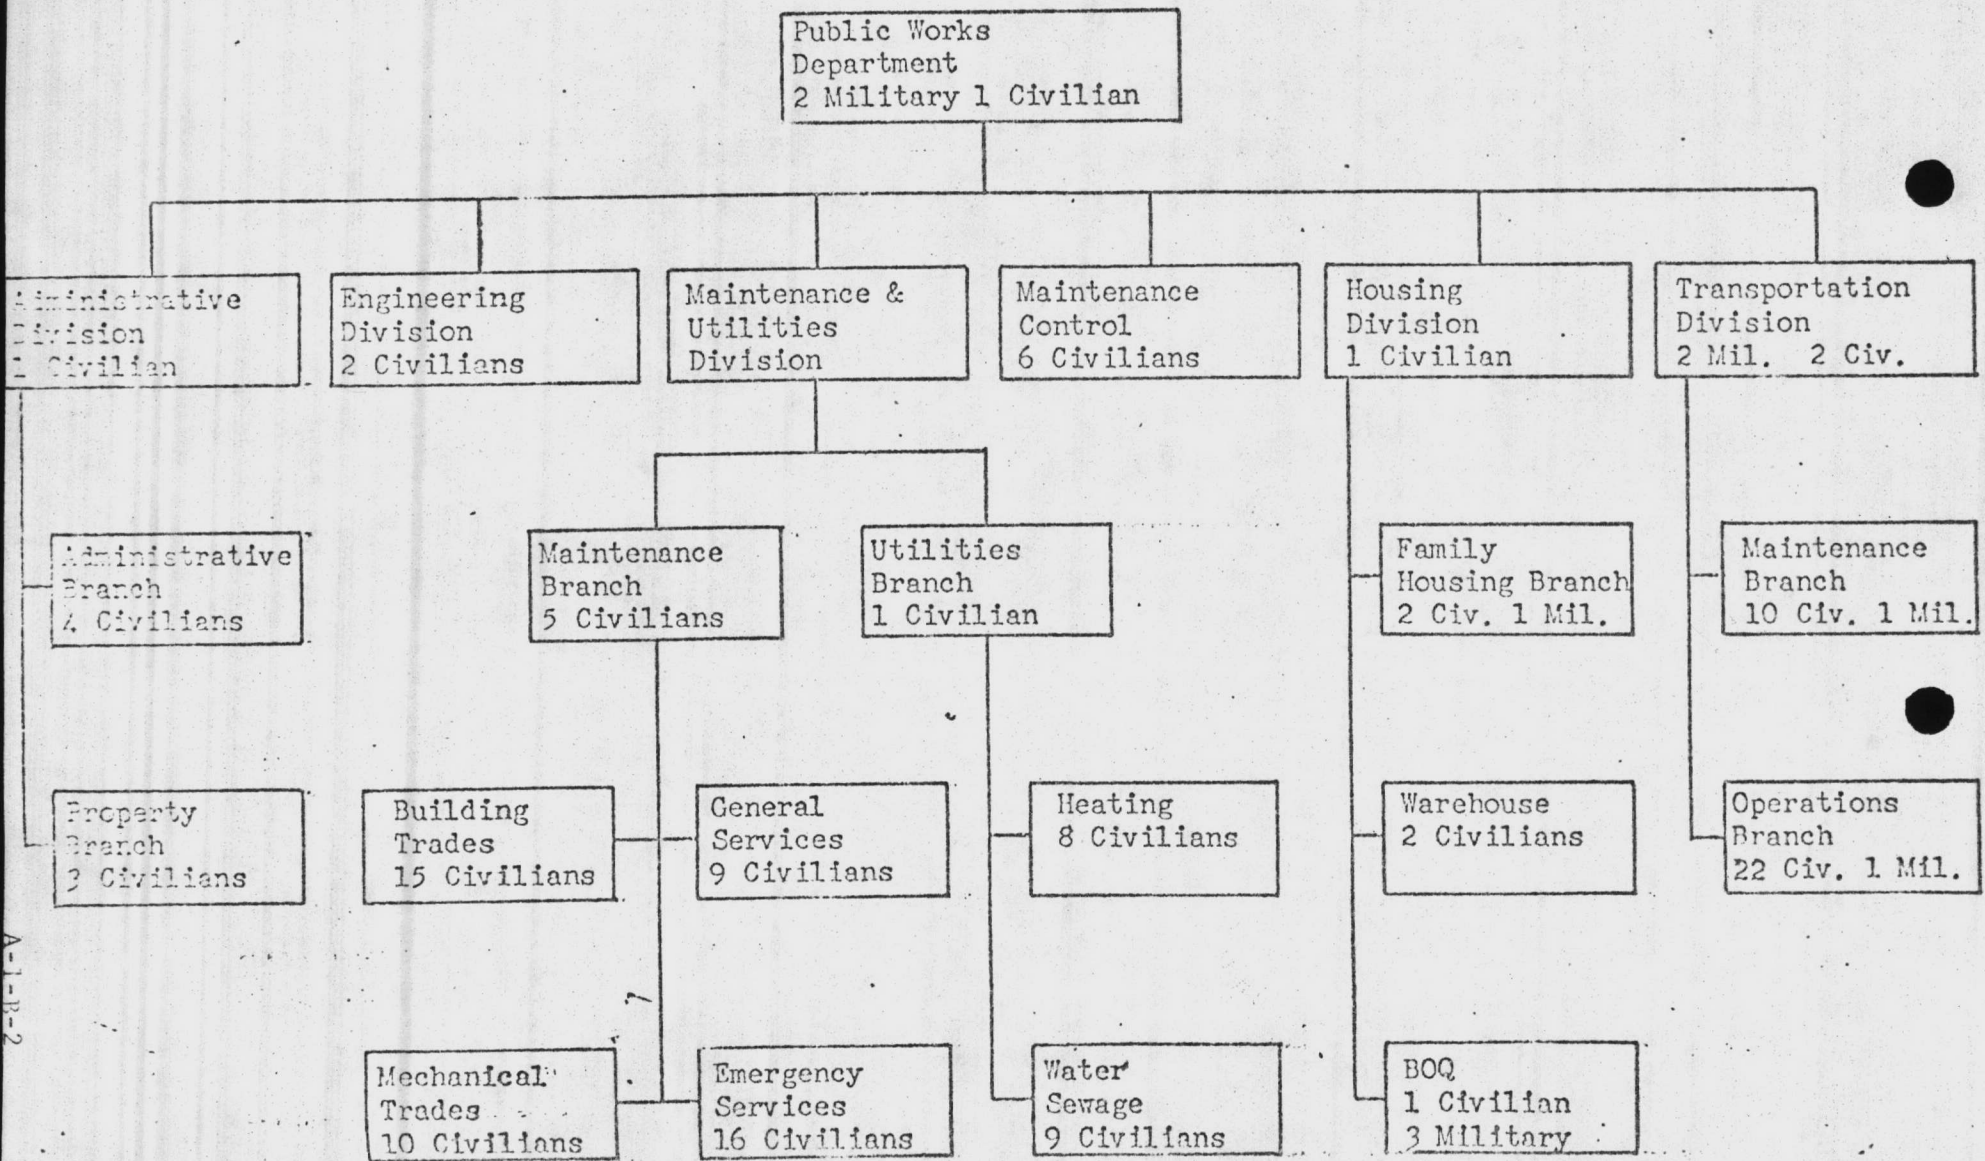 Public Works
Department
2 Military 1 Civilian
Administrative
Division
1 Civilian
Engineering
Division
2 Civilians
Maintenance &
Utilities
Division
Maintenance
Control
6 Civilians
Housing
Division
1 Civilian
Transportation
Division
2 Mil. 2 Civ.
Administrative
Branch
4 Civilians
Maintenance
Branch
5 Civilians
Utilities
Branch
1 Civilian
Family
Housing Branch
2 Civ. 1 Mil.
Maintenance
Branch
10 Civ. 1 Mil.
Property
Branch
3 Civilians
Building
Trades
15 Civilians
General
Services
9 Civilians
Heating
8 Civilians
Warehouse
2 Civilians
Operations
Branch
22 Civ. 1 Mil.
Mechanical
Trades
10 Civilians
Emergency
Services
16 Civilians
Water
Sewage
9 Civilians
BOQ
1 Civilian
3 Military
A-1-B-2